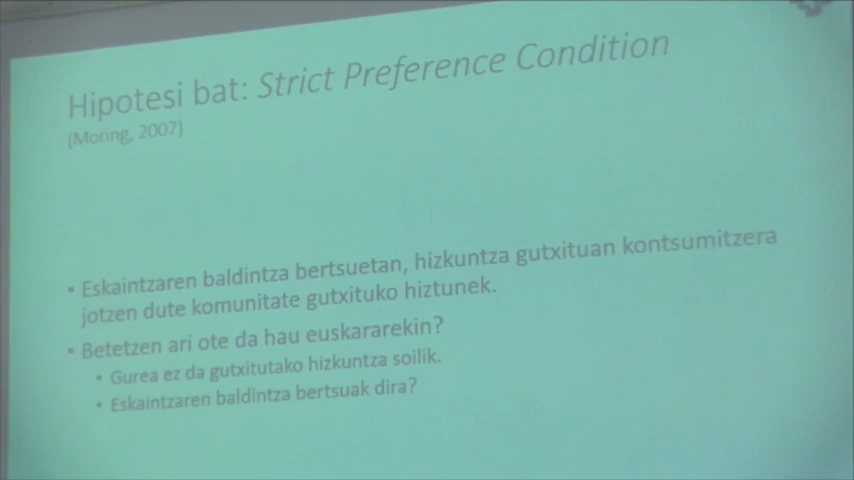 Hipotesi bat: Strict Preference Condition
(Moring, 2007)
• Eskaintzaren baldintza bertsuetan, hizkuntza gutxituan kontsumitzera
jotzen dute komunitate gutxituko hiztunek.
• Betetzen ari ote da hau euskararekin?
• Gurea ez da gutxitutako hizkuntza soilik.
• Eskaintzaren baldintza bertsuak dira?